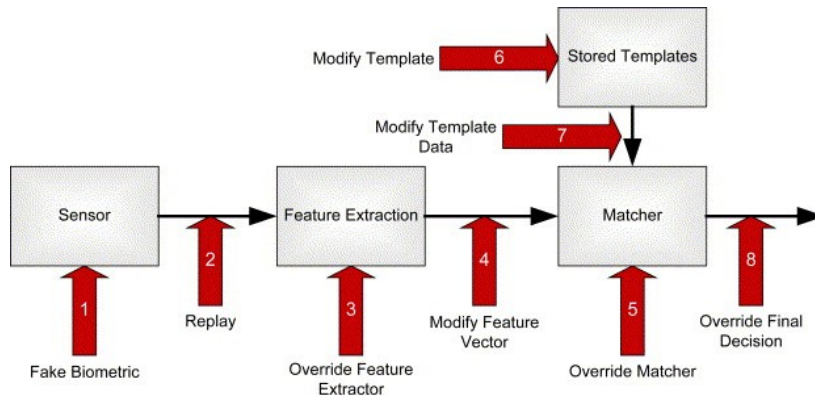 Modify Template
6
Stored Templates
Modify Template
Data
7
Sensor
Feature Extraction
Matcher
1
2
3
4
5
8
Fake Biometric
Replay
Override Feature
Extractor
Modify Feature
Vector
Override Matcher
Override Final
Decision